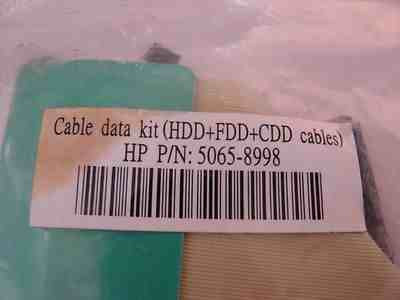 Cable data kit (HDD+FDD+CDD cables)
HP P/N: 5065-8998